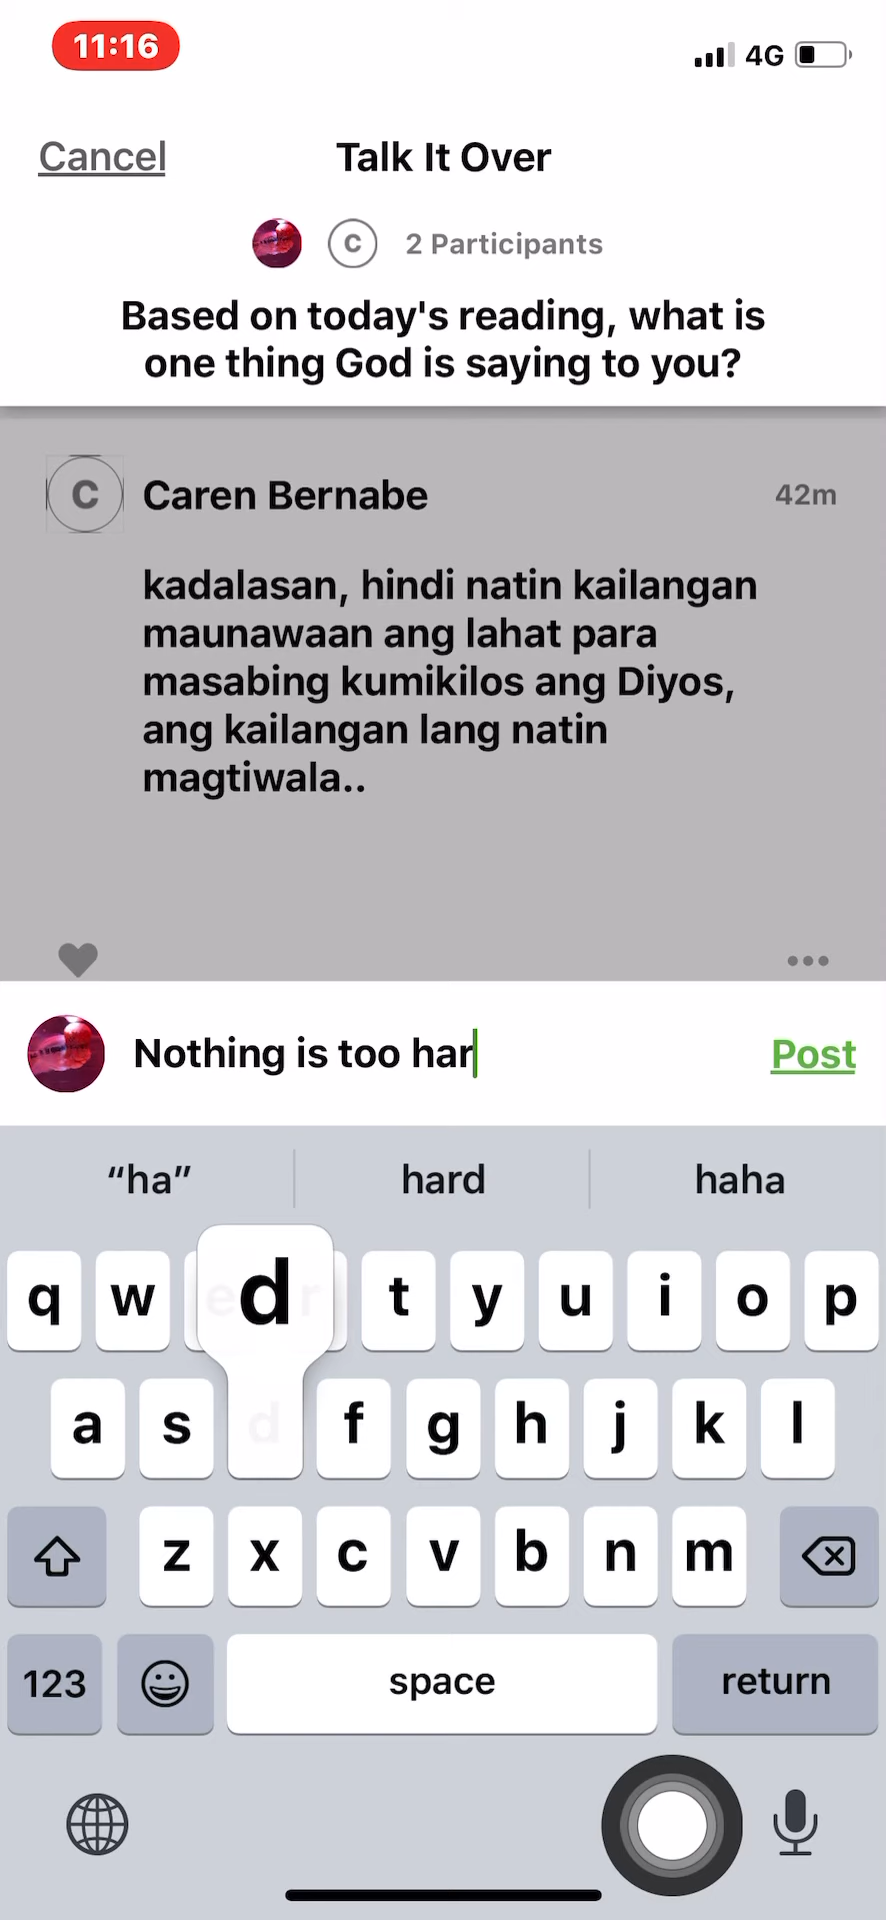 11:16
4G
Cancel
Talk It Over
C
2 Participants
Based on today's reading, what is
one thing God is saying to you?
C
Caren Bernabe
42m
kadalasan, hindi natin kailangan
maunawaan ang lahat para
masabing kumikilos ang Diyos,
ang kailangan lang natin
magtiwala..
Nothing is too har
Post
“ha”
hard
haha
q w e d r t y u i o p
a s d f g h j k l
z x c v b n m
123
space
return